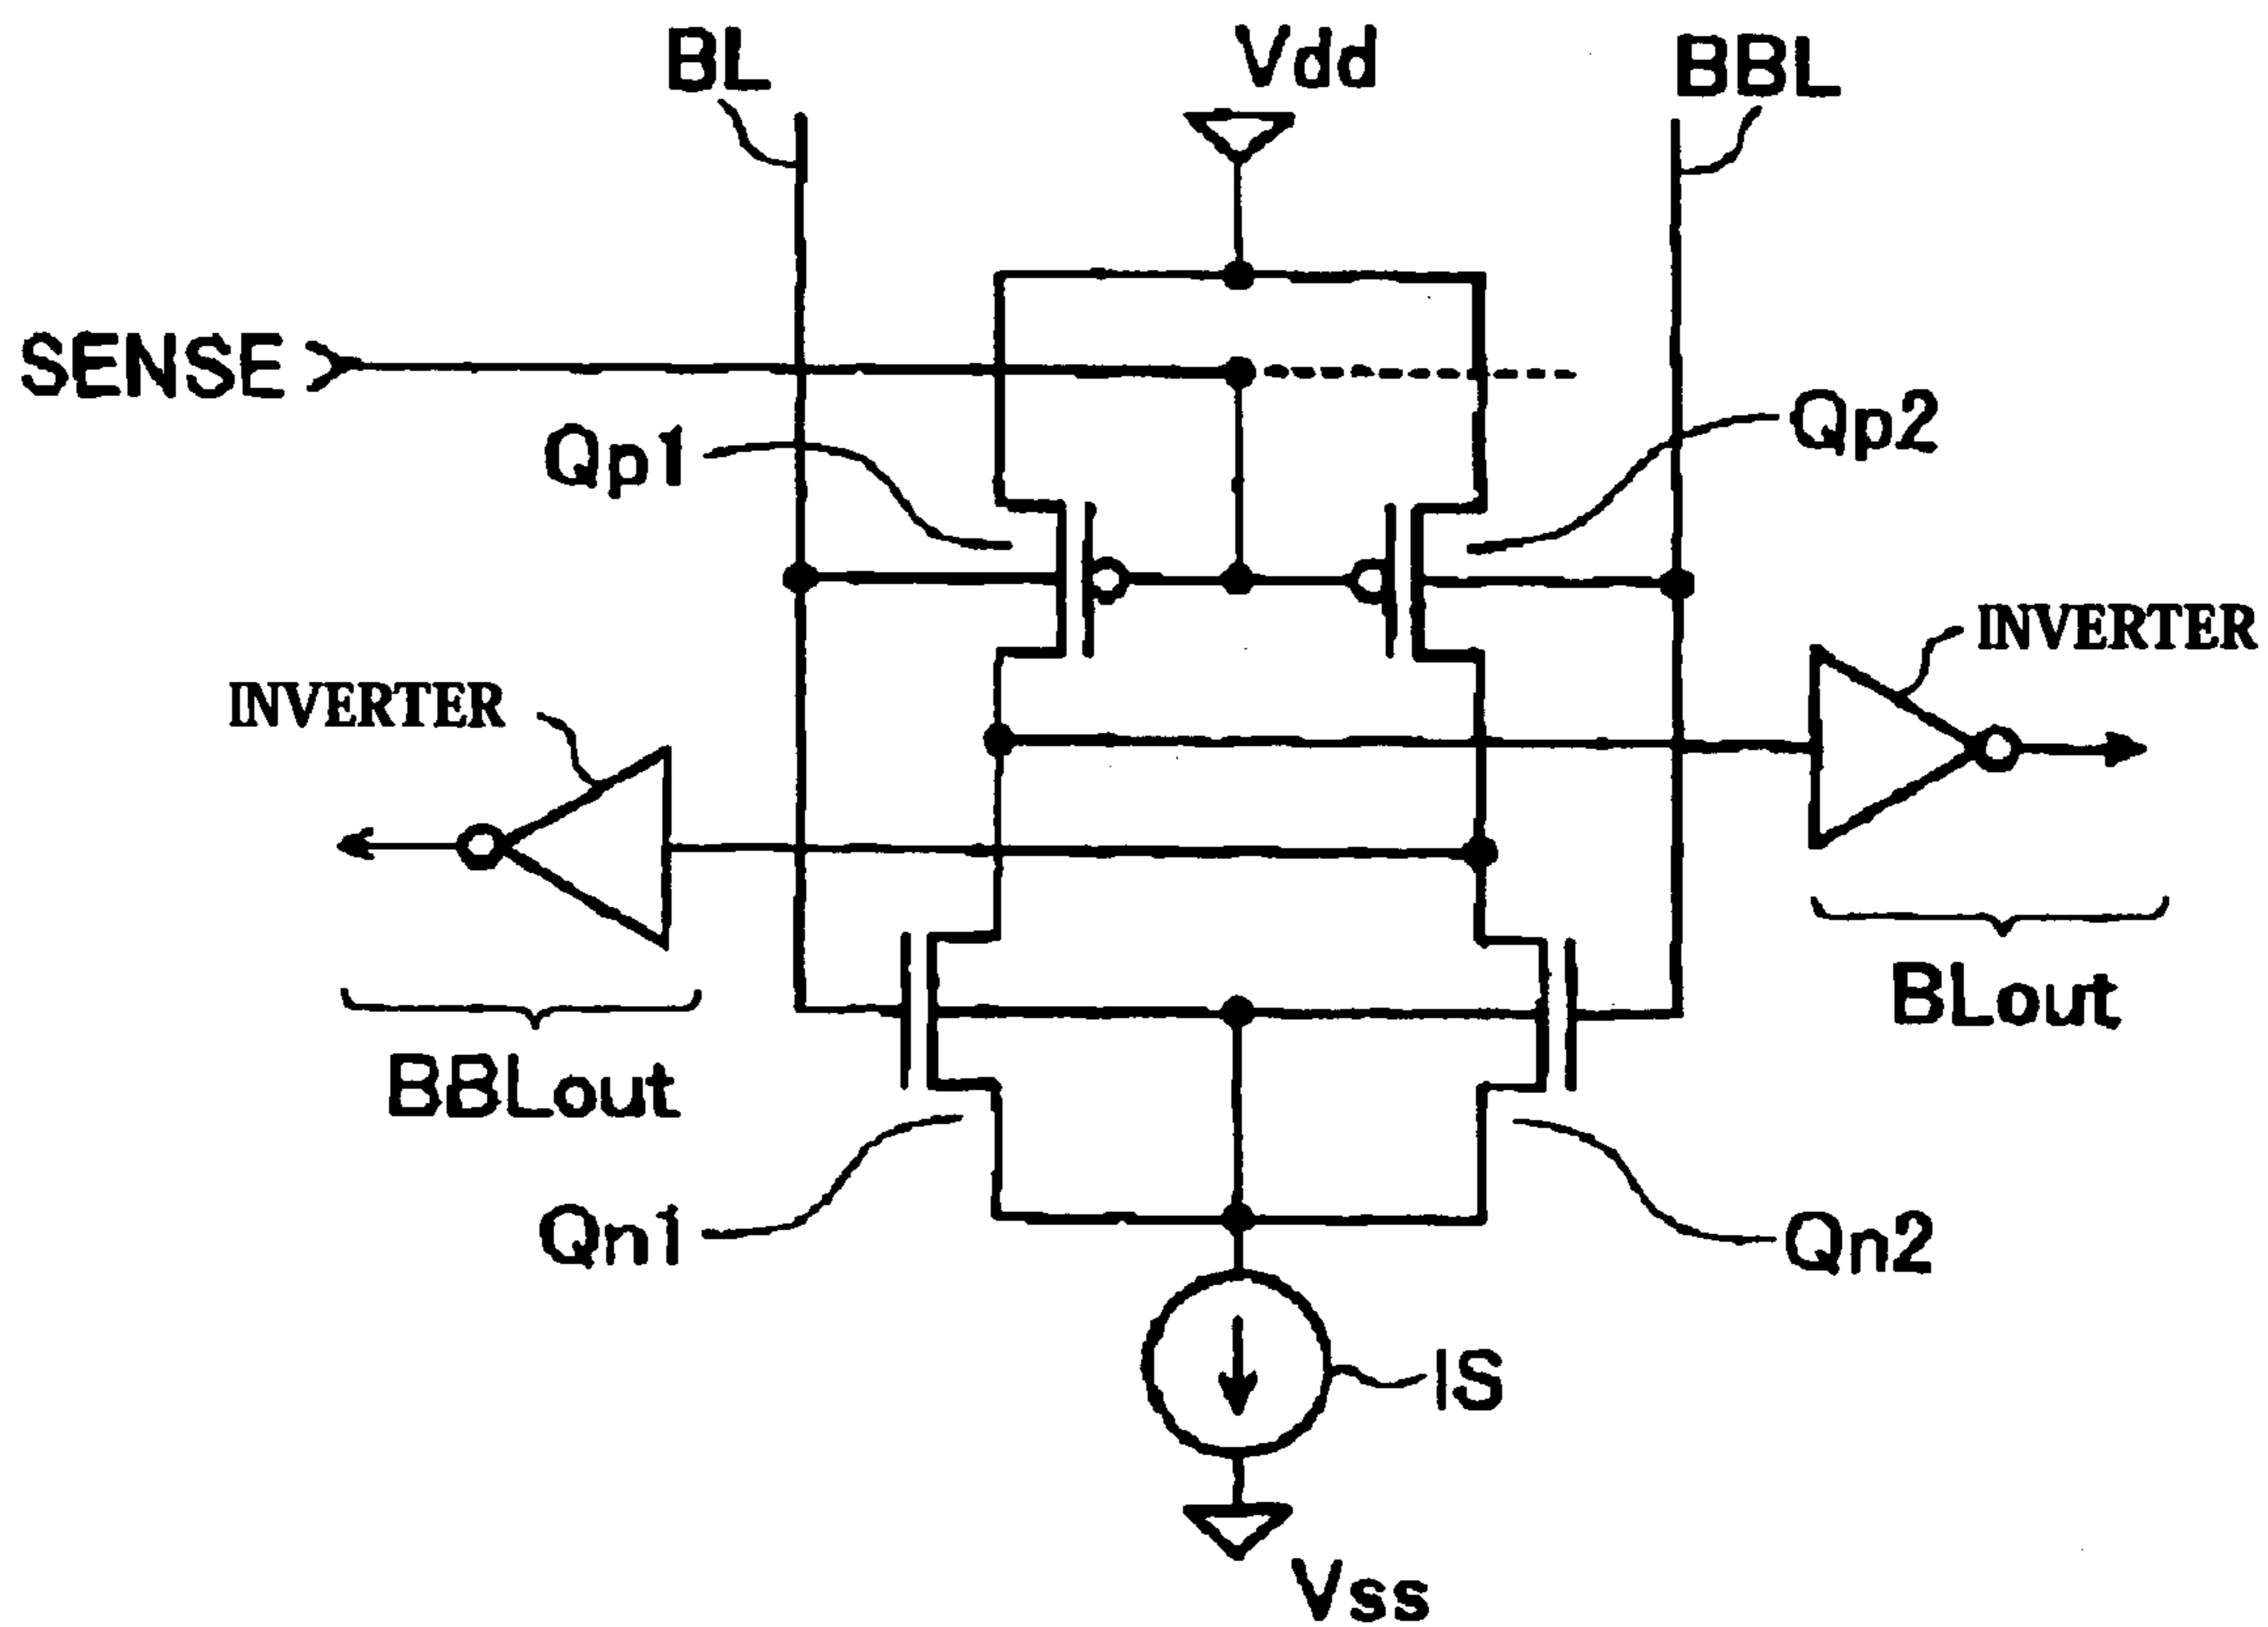 BL
Vdd
BBL
SENSE
Qp1
Qp2
INVERTER
INVERTER
BLout
BBLout
Qn1
Qn2
IS
Vss